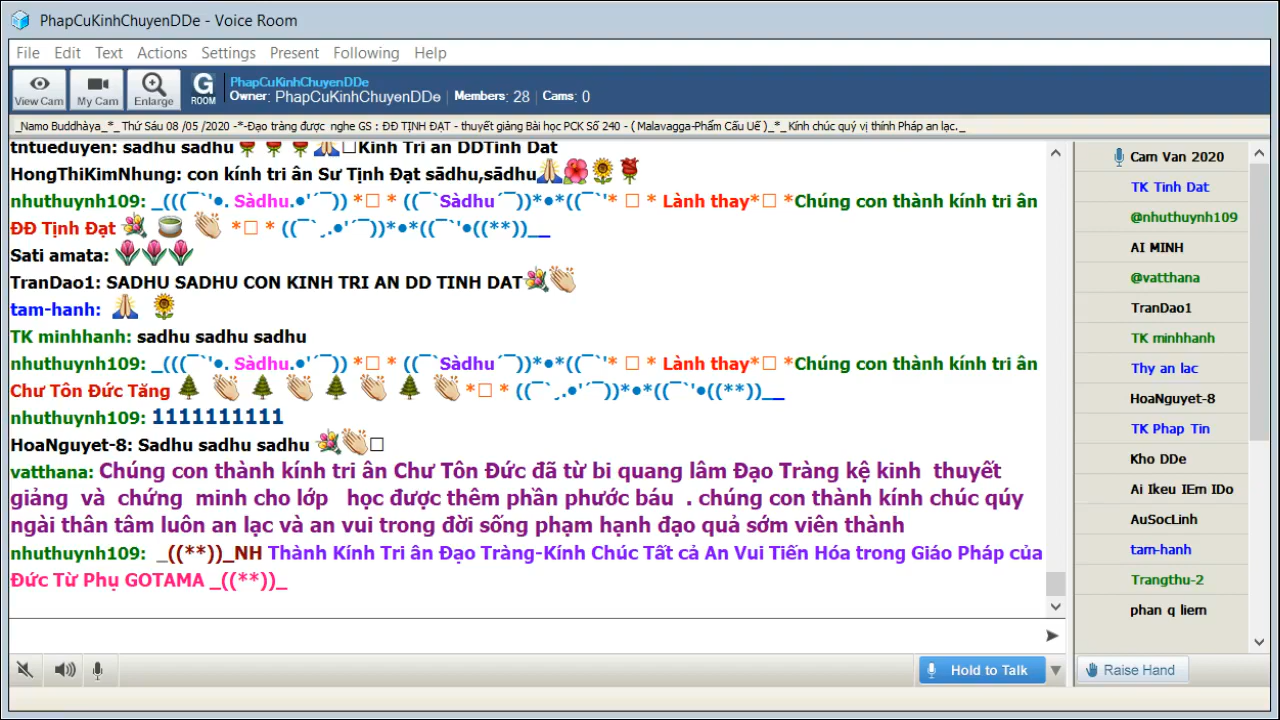 PhapCuKinhChuyenDDe - Voice Room
File Edit Text Actions Settings Present Following Help
View Cam My Cam Enlarge G ROOM
PhapCuKinhChuyenDDe
Owner: PhapCuKinhChuyenDDe Members: 28 Cams: 0
_Namo Buddhàya_*_ Thứ Sáu 08 /05 /2020 -*-Đạo tràng được nghe GS : ĐĐ TỊNH ĐẠT - thuyết giảng Bài học PCK Số 240 - ( Malavagga-Phẩm Cấu Uế )_*_ Kính chúc quý vị thính Pháp an lạc._
tntueduyen: sadhu sadhu 🌹 🌹 🌹 🙏□Kinh Tri an DDTinh Dat
HongThiKimNhung: con kính tri ân Sư Tịnh Đạt sādhu,sādhu🙏🌺🌻🌹
nhuthuynh109: _(((¯`'•. Sàdhu.•'´¯)) *□ * ((¯`Sàdhu´¯))*•*((¯`'* □ * Lành thay*□ *Chúng con thành kính tri ân
ĐĐ Tịnh Đạt 💐 🍵 👏 *□ * ((¯`¸.•'´¯))*•*((¯`'•((**))__
Sati amata: 🌷🌷🌷
TranDao1: SADHU SADHU CON KINH TRI AN DD TINH DAT💐👏
tam-hanh: 🙏 🌻
TK minhhanh: sadhu sadhu sadhu
nhuthuynh109: _(((¯`'•. Sàdhu.•'´¯)) *□ * ((¯`Sàdhu´¯))*•*((¯`'* □ * Lành thay*□ *Chúng con thành kính tri ân
Chư Tôn Đức Tăng 🌲 👏 🌲 👏 🌲 👏 🌲 👏 *□ * ((¯`¸.•'´¯))*•*((¯`'•((**))__
nhuthuynh109: 1111111111
HoaNguyet-8: Sadhu sadhu sadhu 💐👏□
vatthana: Chúng con thành kính tri ân Chư Tôn Đức đã từ bi quang lâm Đạo Tràng kệ kinh thuyết
giảng và chứng minh cho lớp học được thêm phần phước báu . chúng con thành kính chúc qúy
ngài thân tâm luôn an lạc và an vui trong đời sống phạm hạnh đạo quả sớm viên thành
nhuthuynh109: _((**))_NH Thành Kính Tri ân Đạo Tràng-Kính Chúc Tất cả An Vui Tiến Hóa trong Giáo Pháp của
Đức Từ Phụ GOTAMA _((**))_
Hold to Talk
Cam Van 2020
TK Tinh Dat
@nhuthuynh109
AI MINH
@vatthana
TranDao1
TK minhhanh
Thy an lac
HoaNguyet-8
TK Phap Tin
Kho DDe
Ai Ikeu IEm IDo
AuSocLinh
tam-hanh
Trangthu-2
phan q liem
Raise Hand